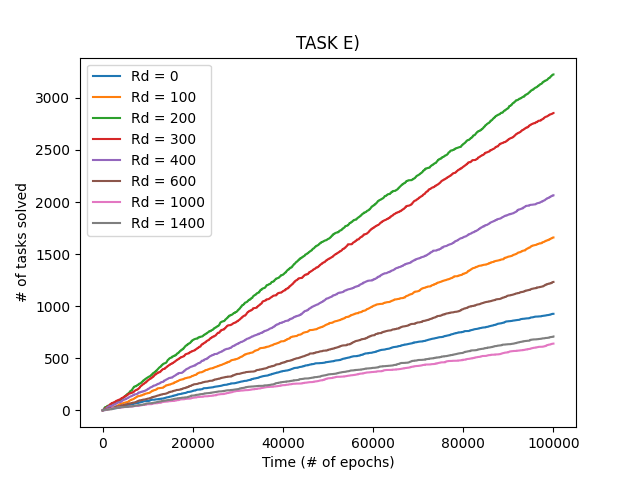 TASK E)
Rd = 0
Rd = 100
Rd = 200
Rd = 300
Rd = 400
Rd = 600
Rd = 1000
Rd = 1400
3000
2500
2000
1500
1000
500
0
# of tasks solved
0 20000 40000 60000 80000 100000
Time (# of epochs)